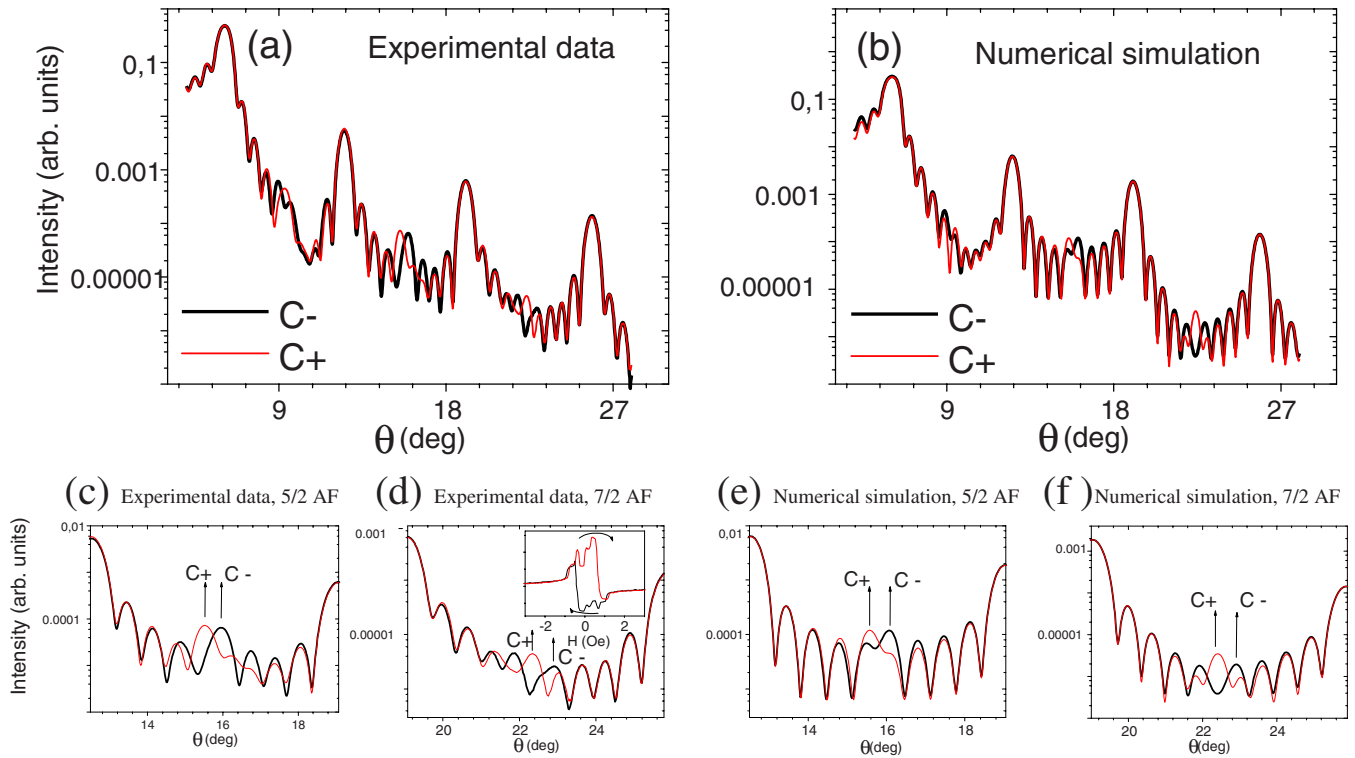 (a) Experimental data
Intensity (arb. units)
0,1
0.001
0.00001
C-
C+
9 18 27
θ (deg)
(b) Numerical simulation
0,1
0.001
0.00001
C-
C+
9 18 27
θ (deg)
(c) Experimental data, 5/2 AF
Intensity (arb. units)
0,01
0.0001
C+ C -
14 16 18
θ (deg)
(d) Experimental data, 7/2 AF
0.001
0.00001
C+ C -
-2 0 2
H (Oe)
20 22 24
θ (deg)
(e) Numerical simulation, 5/2 AF
0,01
0.0001
C+ C -
14 16 18
θ (deg)
(f) Numerical simulation, 7/2 AF
0.001
0.00001
C+ C -
20 22 24
θ (deg)